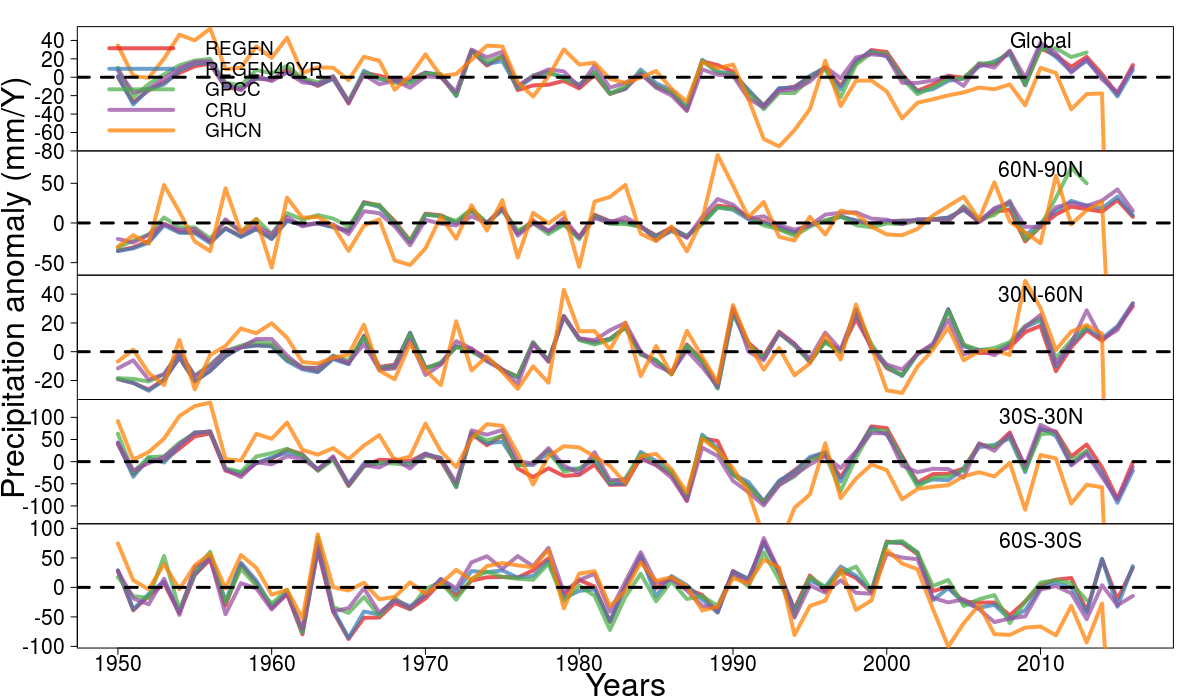 Precipitation anomaly (mm/Y)
40
20
0
-20
-40
-60
-80
REGEN
REGEN40YR
GPCC
CRU
GHCN
Global
50
0
-50
60N-90N
40
20
0
-20
30N-60N
100
50
0
-50
-100
30S-30N
100
50
0
-50
-100
60S-30S
1950 1960 1970 1980 1990 2000 2010
Years